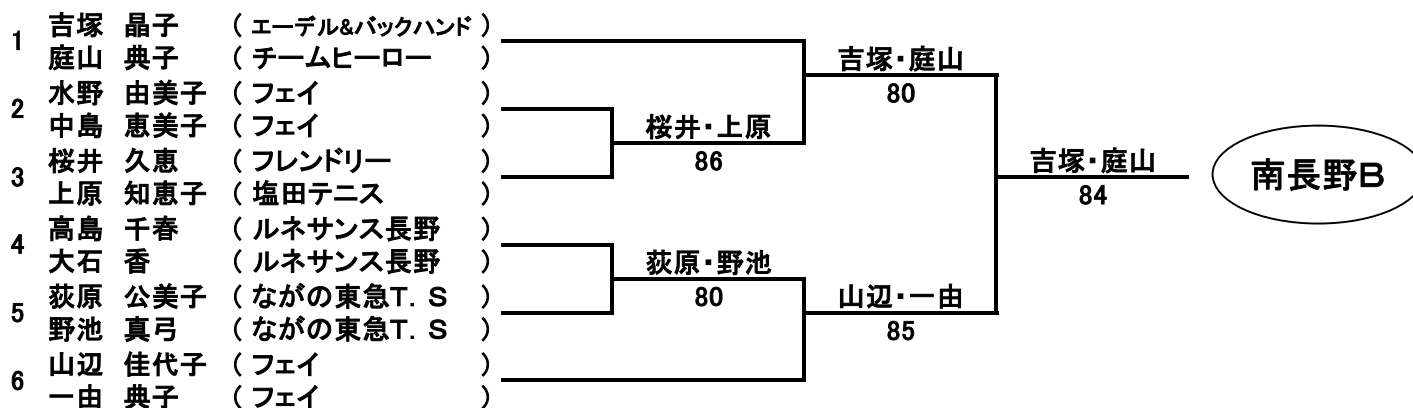 1
吉塚 晶子 ( エーデル&バックハンド )
庭山 典子 ( チームヒーロー )
2
水野 由美子 ( フェイ )
中島 恵美子 ( フェイ )
3
桜井 久恵 ( フレンドリー )
上原 知恵子 ( 塩田テニス )
4
高島 千春 ( ルネサンス長野 )
大石 香 ( ルネサンス長野 )
5
荻原 公美子 ( ながの東急T. S )
野池 真弓 ( ながの東急T. S )
6
山辺 佳代子 ( フェイ )
一由 典子 ( フェイ )
桜井・上原
86
荻原・野池
80
吉塚・庭山
80
山辺・一由
85
吉塚・庭山
84
南長野B